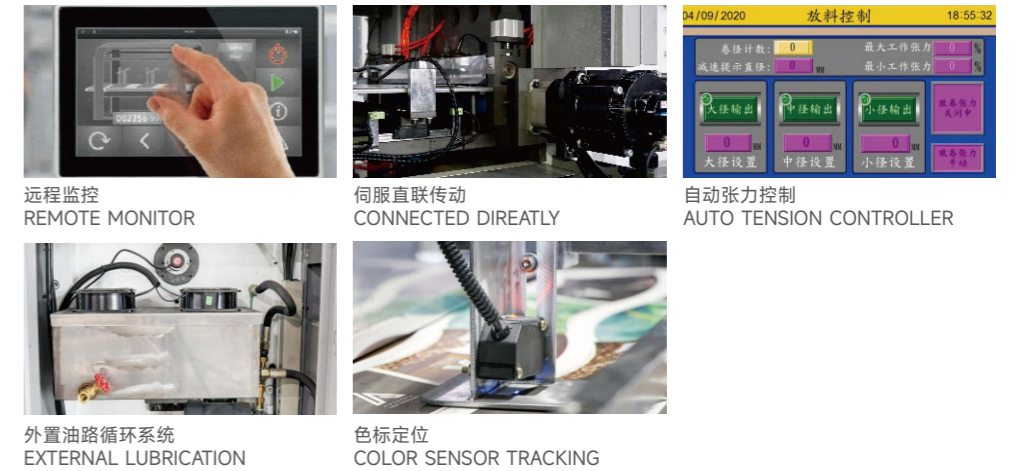 04/09/2020 放料控制 18:55:32
卷径计数: 0 最大工作张力 0 %
减速提示直径: 0 MM 最小工作张力 0 %
大径输出 中径输出 小径输出 放卷张力
关闭中
0 MM 0 MM 0 MM 放卷张力
手动
大径设置 中径设置 小径设置
远程监控
REMOTE MONITOR
伺服直联传动
CONNECTED DIREATLY
自动张力控制
AUTO TENSION CONTROLLER
外置油路循环系统
EXTERNAL LUBRICATION
色标定位
COLOR SENSOR TRACKING